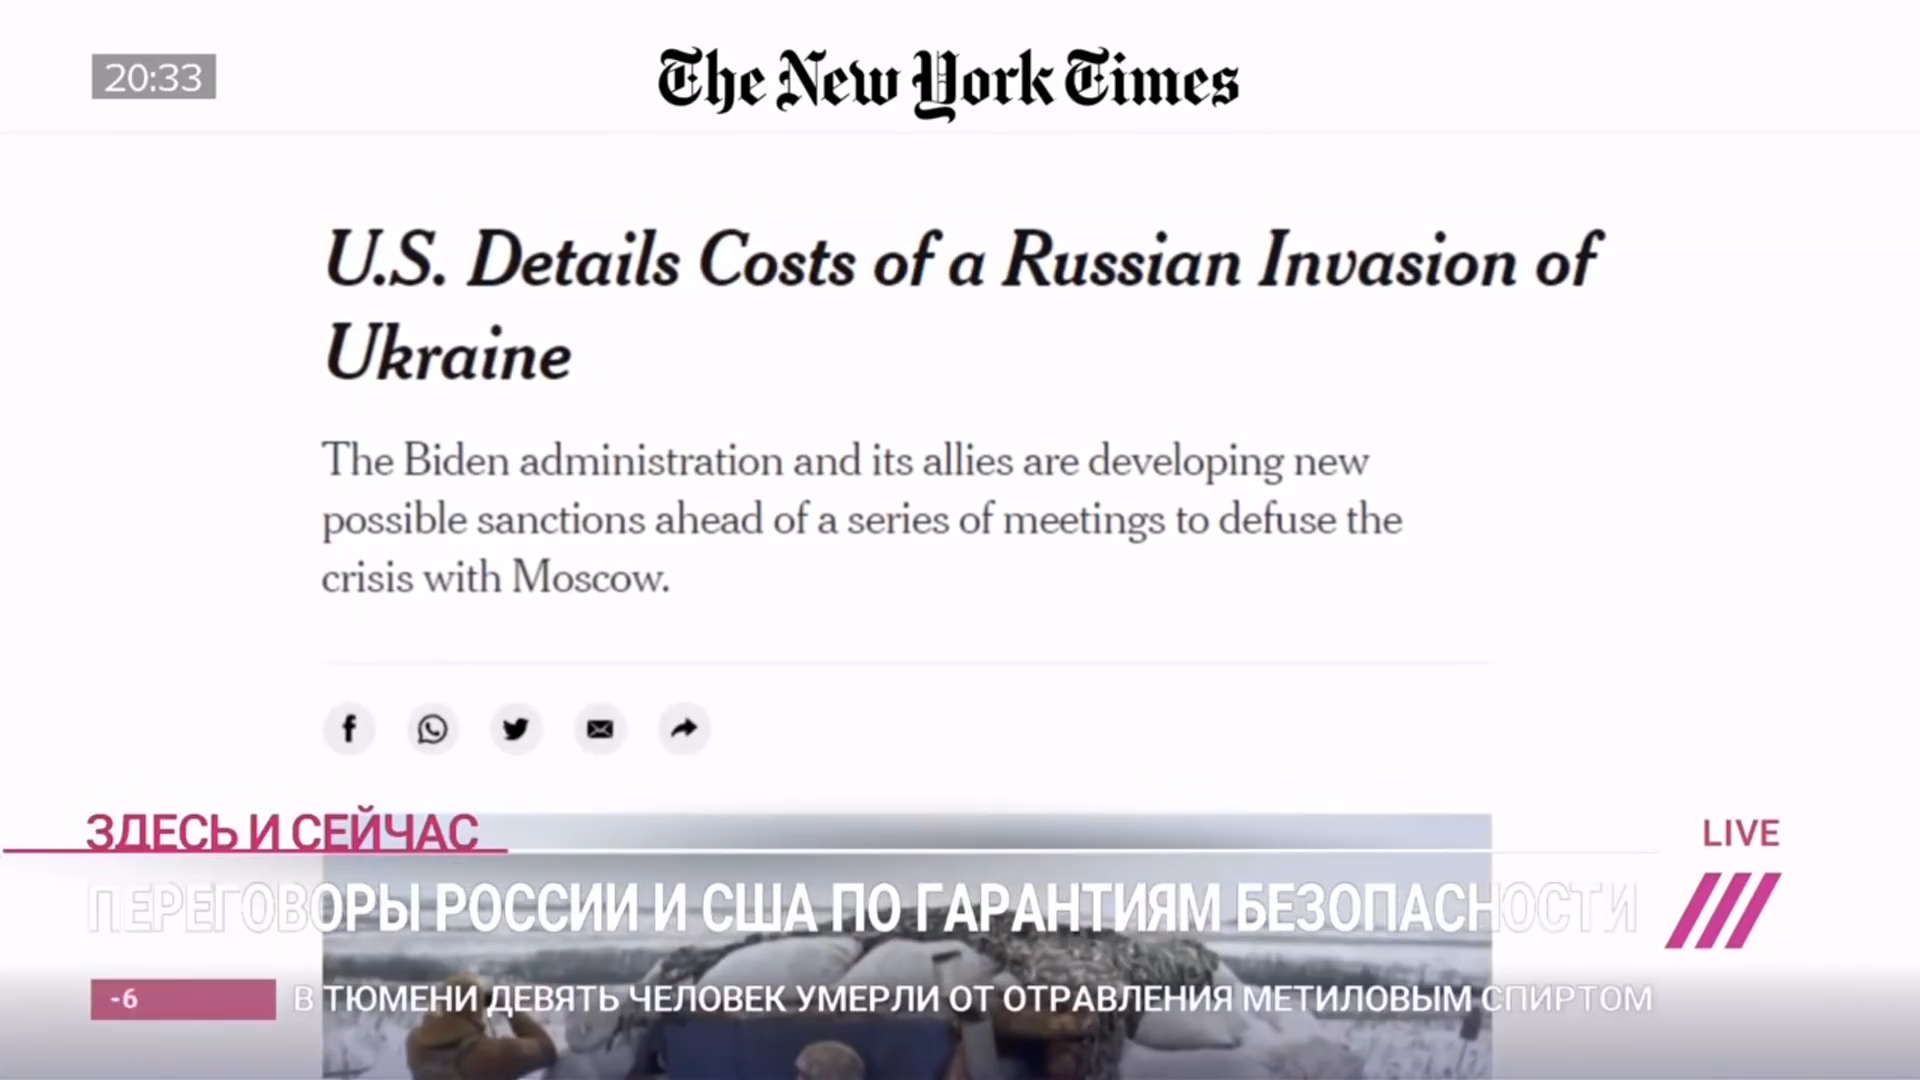 20:33
The New York Times
U.S. Details Costs of a Russian Invasion of
Ukraine
The Biden administration and its allies are developing new
possible sanctions ahead of a series of meetings to defuse the
crisis with Moscow.
ЗДЕСЬ И СЕЙЧАС
LIVE
ПЕРЕГОВОРЫ РОССИИ И США ПО ГАРАНТИЯМ БЕЗОПАСНОСТИ
-6
В ТЮМЕНИ ДЕВЯТЬ ЧЕЛОВЕК УМЕРЛИ ОТ ОТРАВЛЕНИЯ МЕТИЛОВЫМ СПИРТОМ